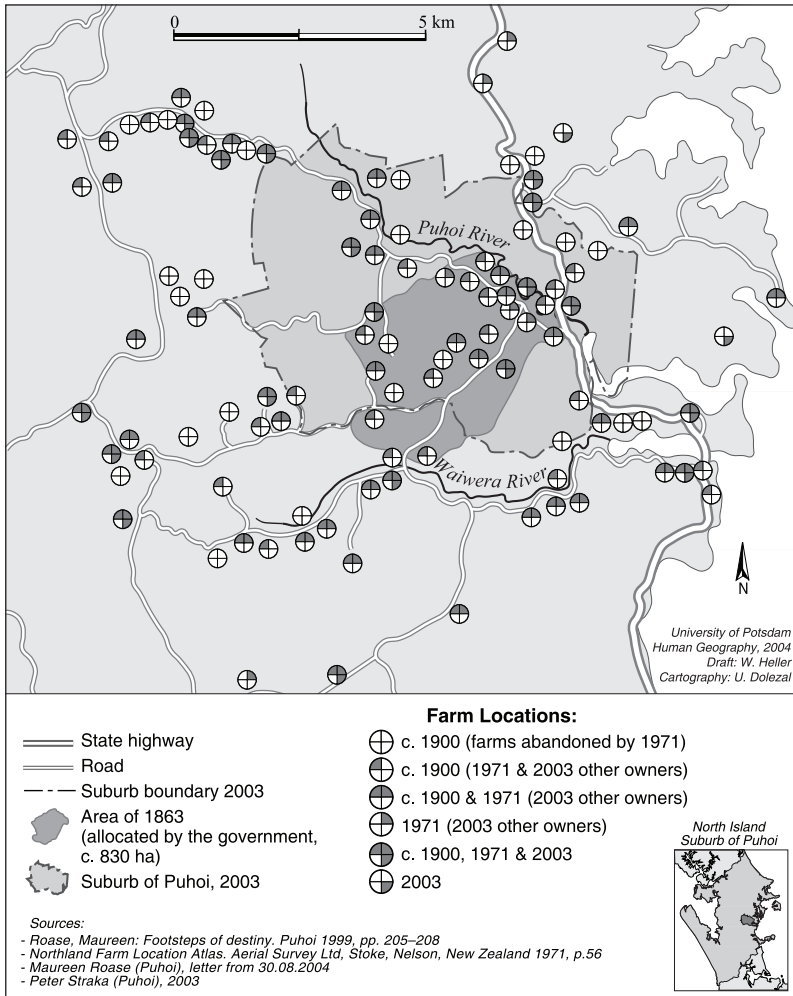 0 5 km
Puhoi River
Waiwera River
N
University of Potsdam
Human Geography, 2004
Draft: W. Heller
Cartography: U. Dolezal
State highway
Road
Suburb boundary 2003
Area of 1863
(allocated by the government,
c. 830 ha)
Suburb of Puhoi, 2003
Farm Locations:
c. 1900 (farms abandoned by 1971)
c. 1900 (1971 & 2003 other owners)
c. 1900 & 1971 (2003 other owners)
1971 (2003 other owners)
c. 1900, 1971 & 2003
2003
North Island
Suburb of Puhoi
Sources:
- Roase, Maureen: Footsteps of destiny. Puhoi 1999, pp. 205–208
- Northland Farm Location Atlas. Aerial Survey Ltd, Stoke, Nelson, New Zealand 1971, p.56
- Maureen Roase (Puhoi), letter from 30.08.2004
- Peter Straka (Puhoi), 2003